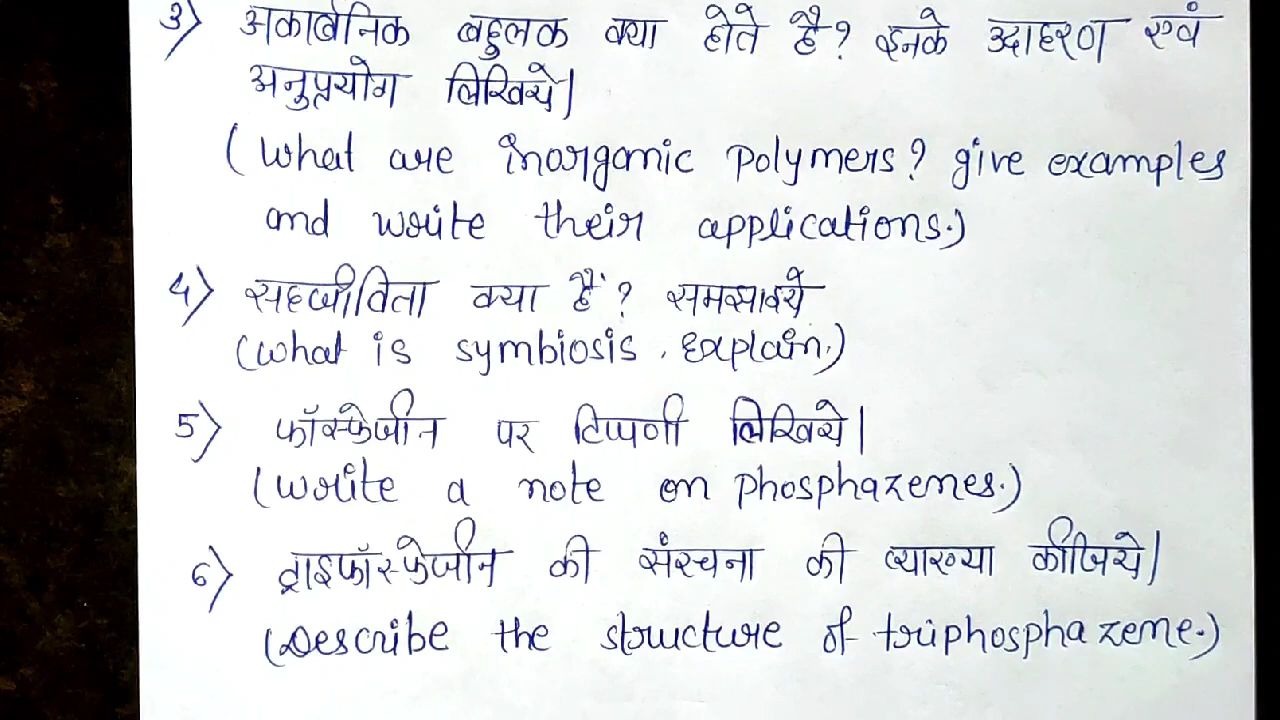 3) अकार्बनिक बहुलक क्या होते है? इनके उदाहरण एवं
अनुप्रयोग लिखिये।
(What are inorganic polymers? give examples
and write their applications.)
4) सहजीविता क्या है? समझाइये
(what is symbiosis. Explain.)
5) फॉस्फेजीन पर टिप्पणी लिखिये।
(Write a note on phosphazenes.)
6) ट्राइफॉस्फेजीन की संरचना की व्याख्या कीजिये।
(Describe the structure of triphosphazene.)